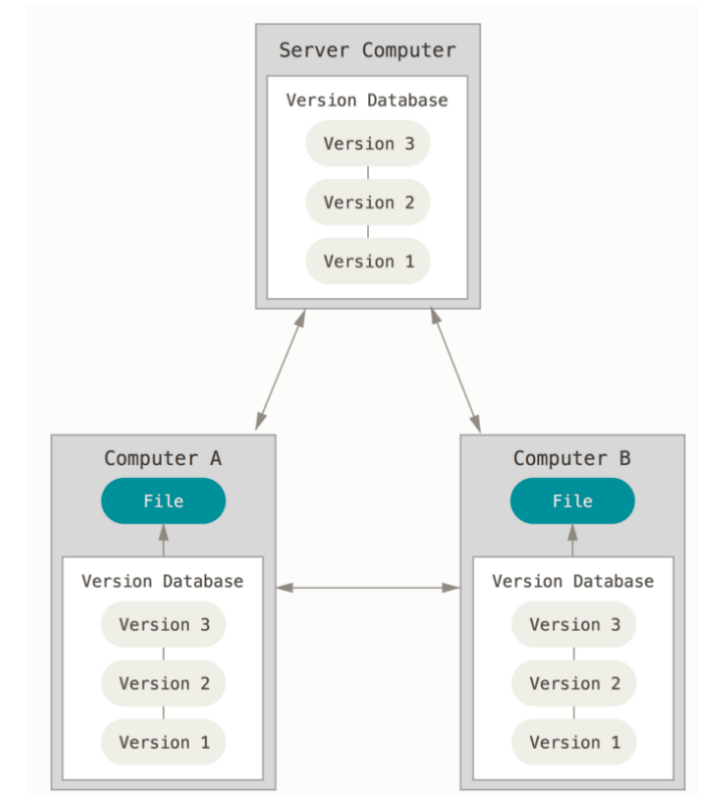 Server Computer
Version Database
Version 3
Version 2
Version 1
Computer A
File
Version Database
Version 3
Version 2
Version 1
Computer B
File
Version Database
Version 3
Version 2
Version 1